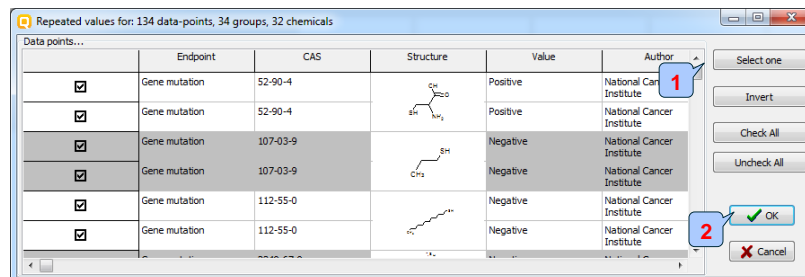 Repeated values for: 134 data-points, 34 groups, 32 chemicals
Data points...
Endpoint CAS Structure Value Author
Gene mutation 52-90-4 Positive National Can
Institute
Gene mutation 52-90-4 Positive National Cancer
Institute
Gene mutation 107-03-9 Negative National Cancer
Institute
Gene mutation 107-03-9 Negative National Cancer
Institute
Gene mutation 112-55-0 Negative National Cancer
Institute
Gene mutation 112-55-0 Negative National Cancer
Institute
SH
CH3
1
Select one
Invert
Check All
Uncheck All
2
OK
Cancel